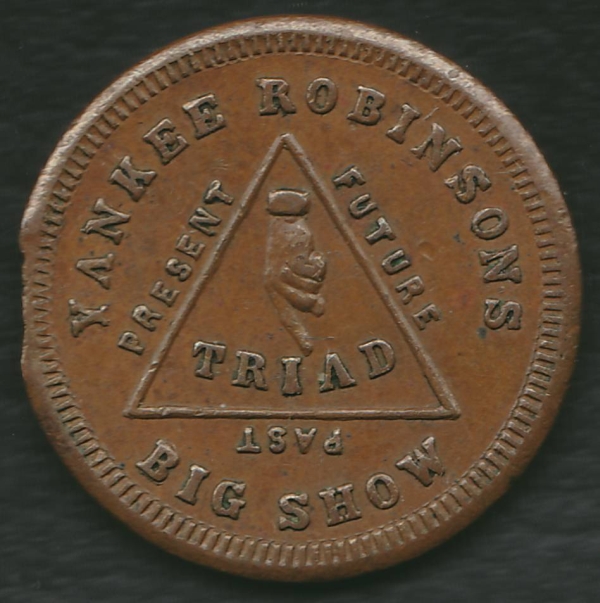 YANKEE ROBINSONS
PRESENT
FUTURE
TRIAD
PAST
BIG SHOW